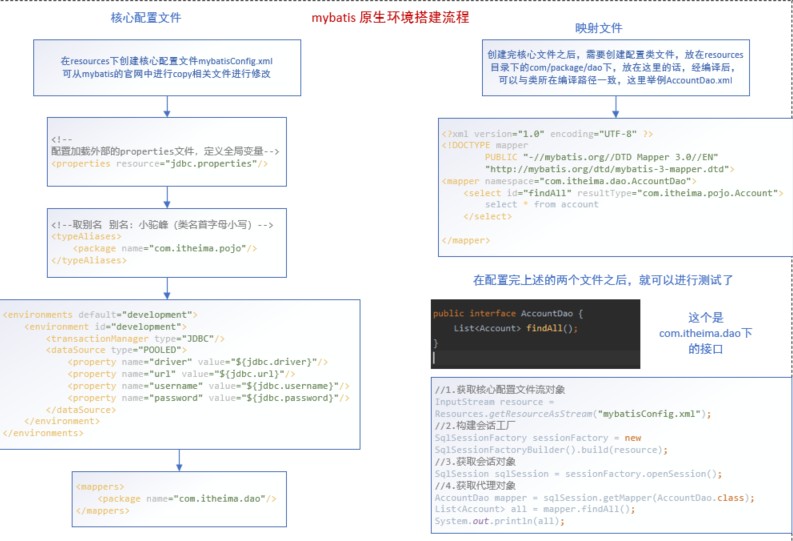 mybatis 原生环境搭建流程
核心配置文件
在resources下创建核心配置文件mybatisConfig.xml
可从mybatis的官网中进行copy相关文件进行修改
<!--
配置加载外部的properties文件，定义全局变量-->
<properties resource="jdbc.properties"/>
<!--取别名  别名：小驼峰（类名首字母小写）-->
<typeAliases>
    <package name="com.itheima.pojo"/>
</typeAliases>
<environments default="development">
    <environment id="development">
        <transactionManager type="JDBC"/>
        <dataSource type="POOLED">
            <property name="driver" value="${jdbc.driver}"/>
            <property name="url" value="${jdbc.url}"/>
            <property name="username" value="${jdbc.username}"/>
            <property name="password" value="${jdbc.password}"/>
        </dataSource>
    </environment>
</environments>
<mappers>
    <package name="com.itheima.dao"/>
</mappers>
映射文件
创建完核心文件之后，需要创建配置类文件，放在resources
目录下的com/package/dao下，放在这里的话，经编译后，
可以与类所在编译路径一致，这里举例AccountDao.xml
<?xml version="1.0" encoding="UTF-8" ?>
<!DOCTYPE mapper
        PUBLIC "-//mybatis.org//DTD Mapper 3.0//EN"
        "http://mybatis.org/dtd/mybatis-3-mapper.dtd">
<mapper namespace="com.itheima.dao.AccountDao">
    <select id="findAll" resultType="com.itheima.pojo.Account">
        select * from account
    </select>
</mapper>
在配置完上述的两个文件之后，就可以进行测试了
public interface AccountDao {
    List<Account> findAll();
}
这个是
com.itheima.dao下
的接口
//1.获取核心配置文件流对象
InputStream resource =
Resources.getResourceAsStream("mybatisConfig.xml");
//2.构建会话工厂
SqlSessionFactory sessionFactory = new
SqlSessionFactoryBuilder().build(resource);
//3.获取会话对象
SqlSession sqlSession = sessionFactory.openSession();
//4.获取代理对象
AccountDao mapper = sqlSession.getMapper(AccountDao.class);
List<Account> all = mapper.findAll();
System.out.println(all);